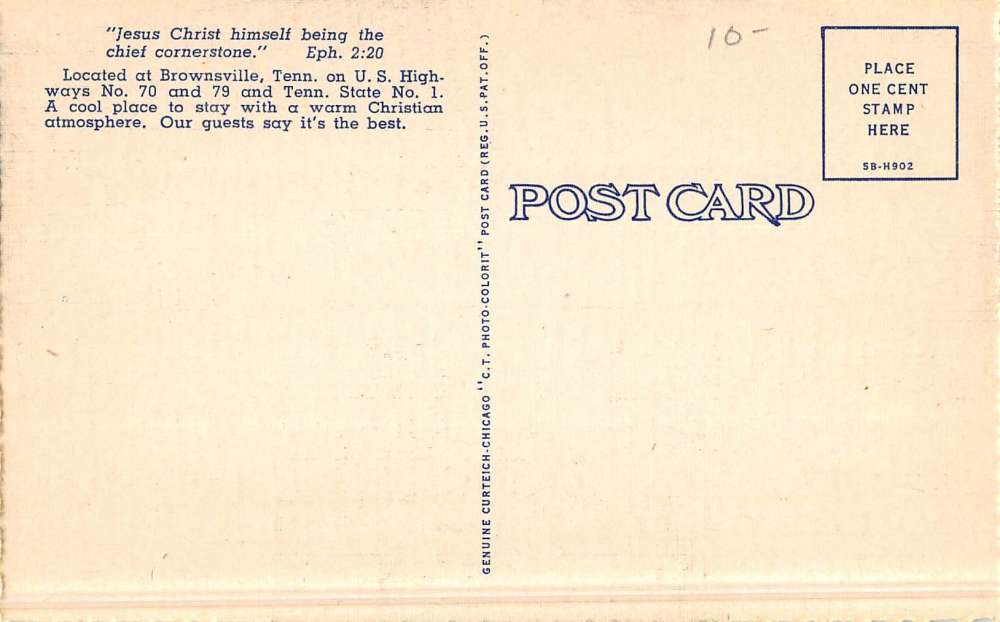 "Jesus Christ himself being the
chief cornerstone." Eph. 2:20
Located at Brownsville, Tenn. on U. S. High-
ways No. 70 and 79 and Tenn. State No. 1.
A cool place to stay with a warm Christian
atmosphere. Our guests say it's the best.
GENUINE CURTEICH-CHICAGO "C.T. PHOTO-COLORIT" POST CARD (REG. U.S. PAT. OFF.)
10-
PLACE
ONE CENT
STAMP
HERE
5B-H902
POST CARD